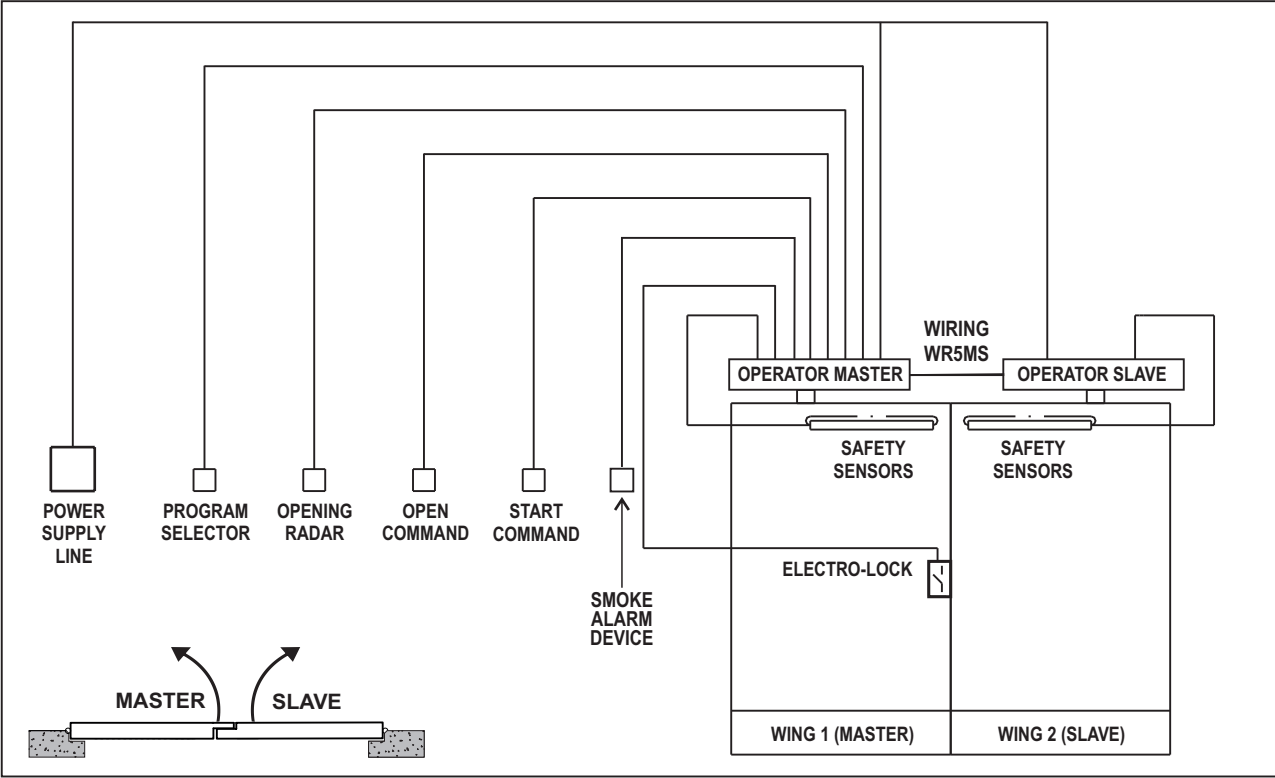 WIRING
WR5MS
OPERATOR MASTER
OPERATOR SLAVE
SAFETY
SENSORS
SAFETY
SENSORS
POWER
SUPPLY
LINE
PROGRAM
SELECTOR
OPENING
RADAR
OPEN
COMMAND
START
COMMAND
SMOKE
ALARM
DEVICE
ELECTRO-LOCK
MASTER
SLAVE
WING 1 (MASTER)
WING 2 (SLAVE)